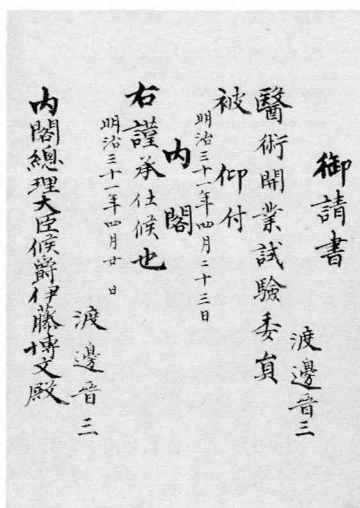 御請書
渡邊晋三
醫術開業試驗委員
被仰付
明治三十一年四月二十三日
内閣
右謹承仕候也
明治三十一年四月廿日
渡邊晋三
内閣總理大臣侯爵伊藤博文殿